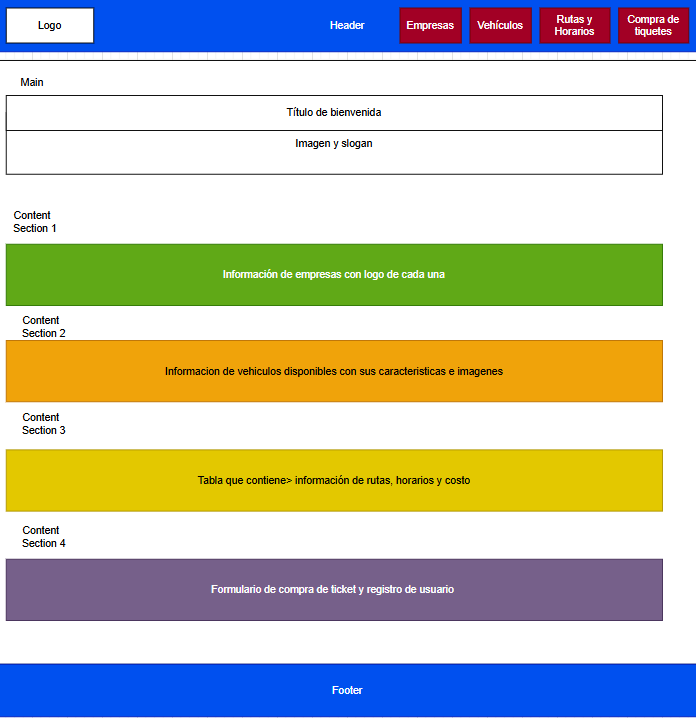 Logo
Header
Empresas
Vehículos
Rutas y
Horarios
Compra de
tiquetes
Main
Título de bienvenida
Imagen y slogan
Content
Section 1
Información de empresas con logo de cada una
Content
Section 2
Informacion de vehiculos disponibles con sus caracteristicas e imagenes
Content
Section 3
Tabla que contiene> información de rutas, horarios y costo
Content
Section 4
Formulario de compra de ticket y registro de usuario
Footer